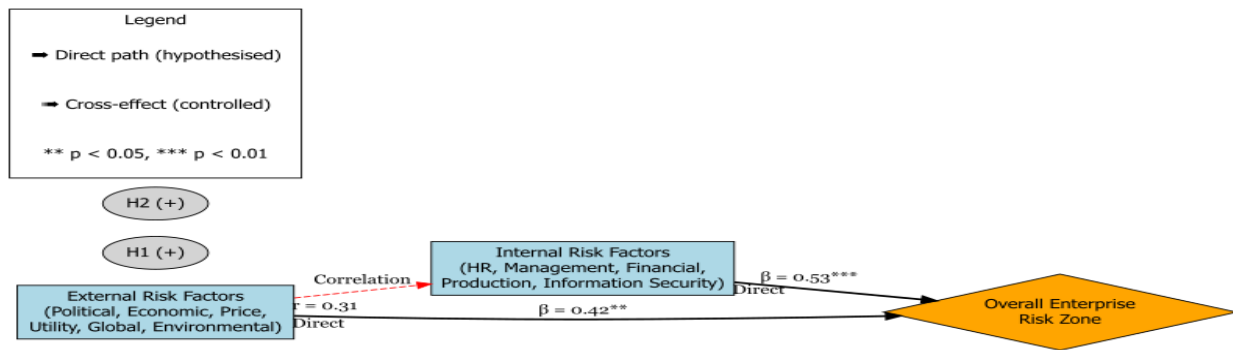 Legend
➡ Direct path (hypothesised)
➡ Cross-effect (controlled)
** p < 0.05, *** p < 0.01
H2 (+)
H1 (+)
Internal Risk Factors
(HR, Management, Financial,
Production, Information Security)
Correlation
β = 0.53***
Direct
External Risk Factors
(Political, Economic, Price,
Utility, Global, Environmental)
r = 0.31
Direct
β = 0.42**
Overall Enterprise
Risk Zone